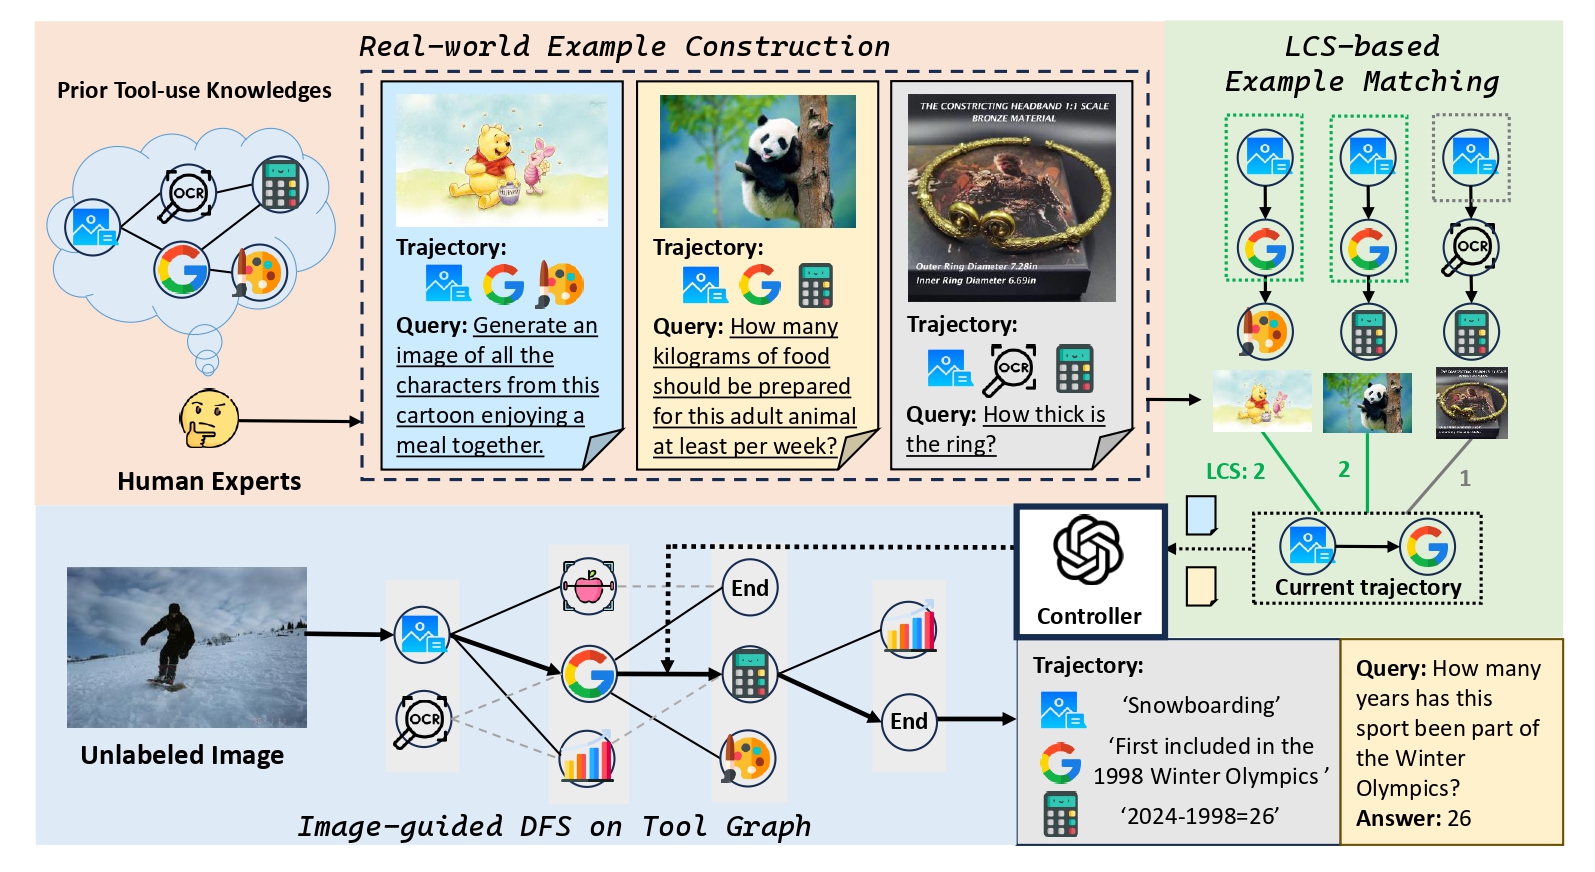 Real-world Example Construction
Prior Tool-use Knowledges
OCR
Human Experts
HUNNY
Trajectory:
Query: Generate an
image of all the
characters from this
cartoon enjoying a
meal together.
Trajectory:
Query: How many
kilograms of food
should be prepared
for this adult animal
at least per week?
THE CONSTRICTING HEADBAND 1:1 SCALE
BRONZE MATERIAL
Outer Ring Diameter 7.28in
Inner Ring Diameter 6.69in
Trajectory:
OCR
Query: How thick is
the ring?
LCS-based
Example Matching
OCR
LCS: 2
2
1
Current trajectory
Controller
Unlabeled Image
OCR
End
End
Image-guided DFS on Tool Graph
Trajectory:
‘Snowboarding’
‘First included in the
1998 Winter Olympics ’
‘2024-1998=26’
Query: How many
years has this
sport been part of
the Winter
Olympics?
Answer: 26